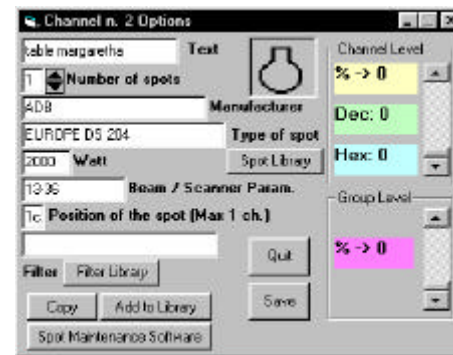 Channel n. 2 Options
table margaretha Text
1 Number of spots
ADB Manufacturer
EUROPE DS 204 Type of spot
2000 Watt Spot Library
13-36 Beam / Scanner Param.
1c Position of the spot (Max 1 ch.)
Filter Filter Library
Copy Add to Library
Spot Maintenance Software
Quit
Save
Channel Level
% -> 0
Dec: 0
Hex: 0
Group Level
% -> 0